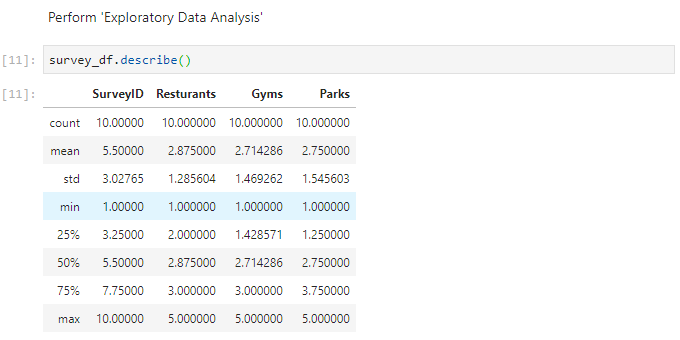 Perform 'Exploratory Data Analysis'
[11]: survey_df.describe()
[11]: SurveyID Resturants Gyms Parks
count 10.00000 10.000000 10.000000 10.000000
mean 5.50000 2.875000 2.714286 2.750000
std 3.02765 1.285604 1.469262 1.545603
min 1.00000 1.000000 1.000000 1.000000
25% 3.25000 2.000000 1.428571 1.250000
50% 5.50000 2.875000 2.714286 2.750000
75% 7.75000 3.000000 3.000000 3.750000
max 10.00000 5.000000 5.000000 5.000000